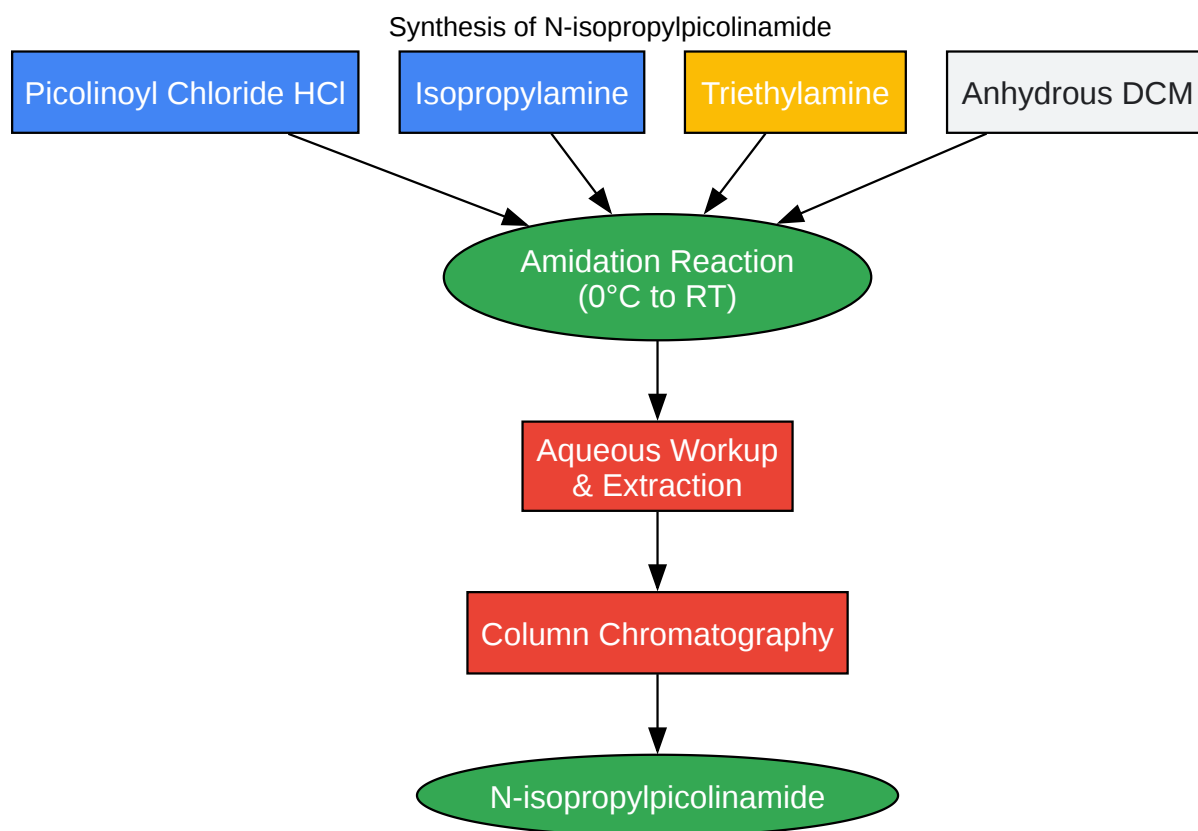 Synthesis of N-isopropylpicolinamide
Picolinoyl Chloride HCl
Isopropylamine
Triethylamine
Anhydrous DCM
Amidation Reaction
(0°C to RT)
Aqueous Workup
& Extraction
Column Chromatography
N-isopropylpicolinamide